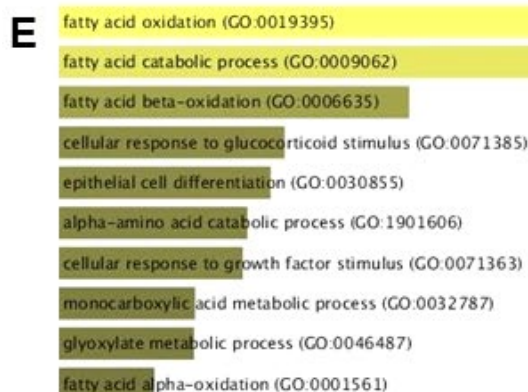 E
fatty acid oxidation (GO:0019395)
fatty acid catabolic process (GO:0009062)
fatty acid beta-oxidation (GO:0006635)
cellular response to glucocorticoid stimulus (GO:0071385)
epithelial cell differentiation (GO:0030855)
alpha-amino acid catabolic process (GO:1901606)
cellular response to growth factor stimulus (GO:0071363)
monocarboxylic acid metabolic process (GO:0032787)
glyoxylate metabolic process (GO:0046487)
fatty acid alpha-oxidation (GO:0001561)